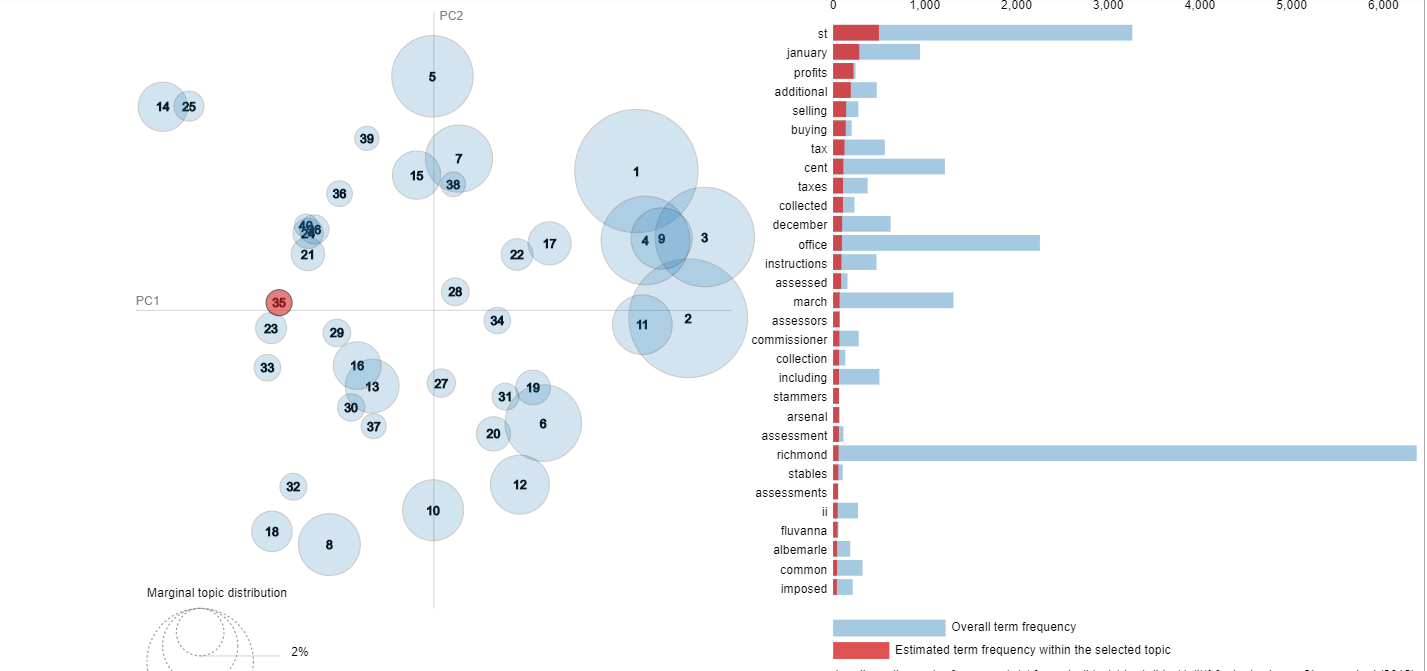 PC2
PC1
5
14
25
39
7
15
38
1
36
40
26
24
21
4
9
3
17
22
35
28
34
11
2
23
29
33
16
13
27
30
37
31
19
6
20
32
12
10
18
8
Marginal topic distribution
2%
0 1,000 2,000 3,000 4,000 5,000 6,000
st
january
profits
additional
selling
buying
tax
cent
taxes
collected
december
office
instructions
assessed
march
assessors
commissioner
collection
including
stammers
arsenal
assessment
richmond
stables
assessments
ii
fluvanna
albemarle
common
imposed
Overall term frequency
Estimated term frequency within the selected topic